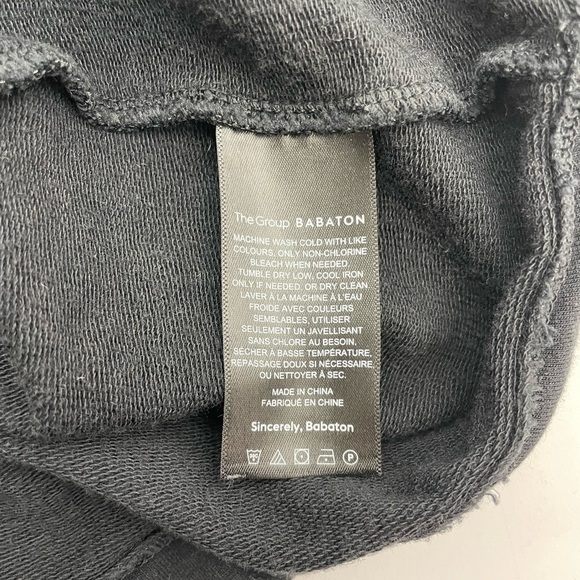 The Group BABATON
MACHINE WASH COLD WITH LIKE
COLOURS, ONLY NON-CHLORINE
BLEACH WHEN NEEDED.
TUMBLE DRY LOW, COOL IRON
ONLY IF NEEDED, OR DRY CLEAN.
LAVER À LA MACHINE À L'EAU
FROIDE AVEC COULEURS
SEMBLABLES, UTILISER
SEULEMENT UN JAVELLISANT
SANS CHLORE AU BESOIN,
SÉCHER À BASSE TEMPÉRATURE,
REPASSAGE DOUX SI NÉCESSAIRE,
OU NETTOYER À SEC.
MADE IN CHINA
FABRIQUÉ EN CHINE
Sincerely, Babaton
P